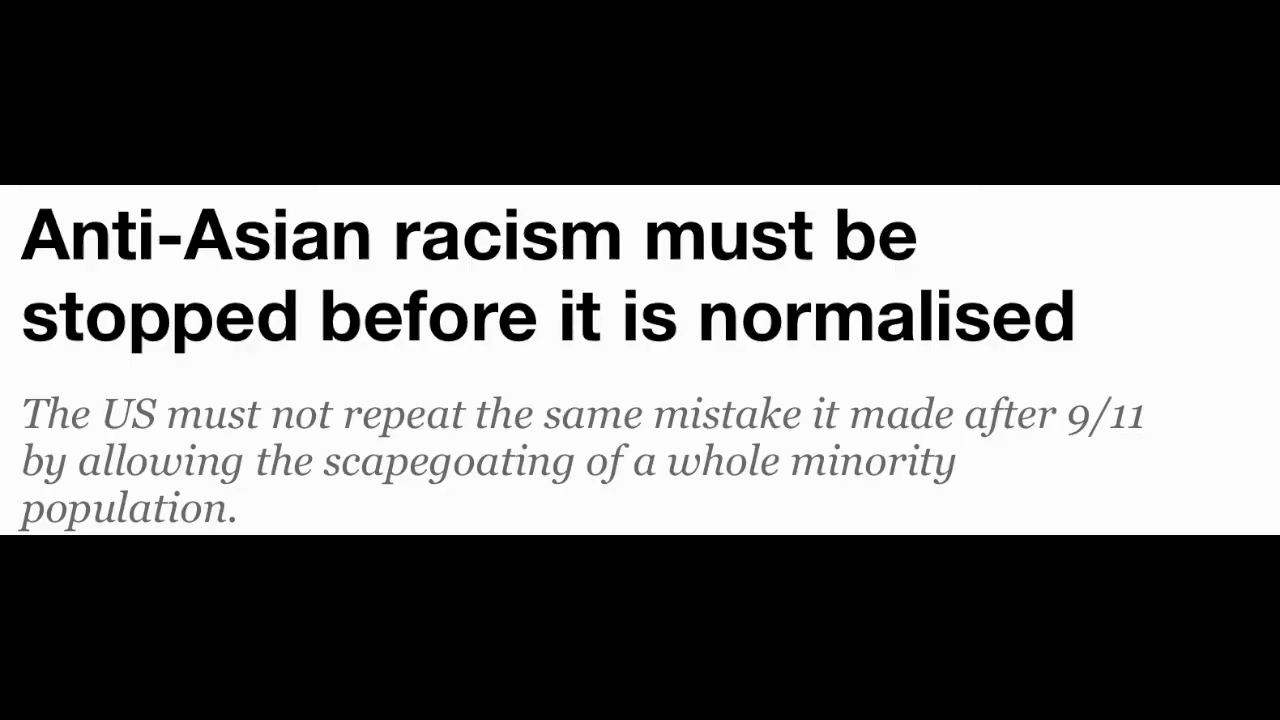 Anti-Asian racism must be
stopped before it is normalised
The US must not repeat the same mistake it made after 9/11
by allowing the scapegoating of a whole minority
population.